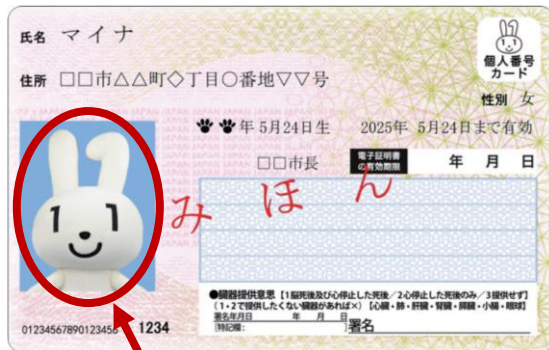 氏名 マイナ
個人番号
カード
住所 □□市△△町◇丁目○番地▽▽号
性別 女
年 5月24日生 2025年 5月24日まで有効
□□市長 電子証明書の有効期限 年 月 日
みほん
1 1
●臓器提供意思【1脳死後及び心停止した死後/2心停止した死後のみ/3提供せず】
(1・2で提供したくない臓器があれば×)【心臓・肺・肝臓・腎臓・膵臓・小腸・眼球】
署名年月日 年 月 日
[特記欄: ]署名
01234567890123456 1234